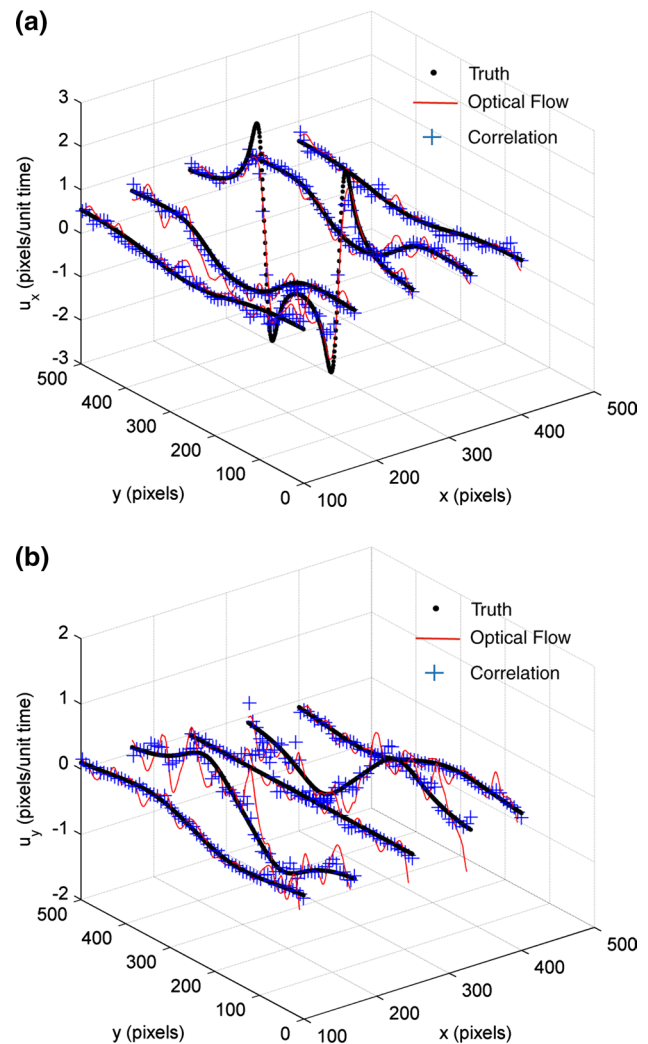 (a)
Truth
Optical Flow
Correlation
3
2
1
0
-1
-2
-3
u_x (pixels/unit time)
500
400
300
200
100
0
y (pixels)
100
200
300
400
500
x (pixels)
(b)
Truth
Optical Flow
Correlation
2
1
0
-1
-2
u_y (pixels/unit time)
500
400
300
200
100
0
y (pixels)
100
200
300
400
500
x (pixels)